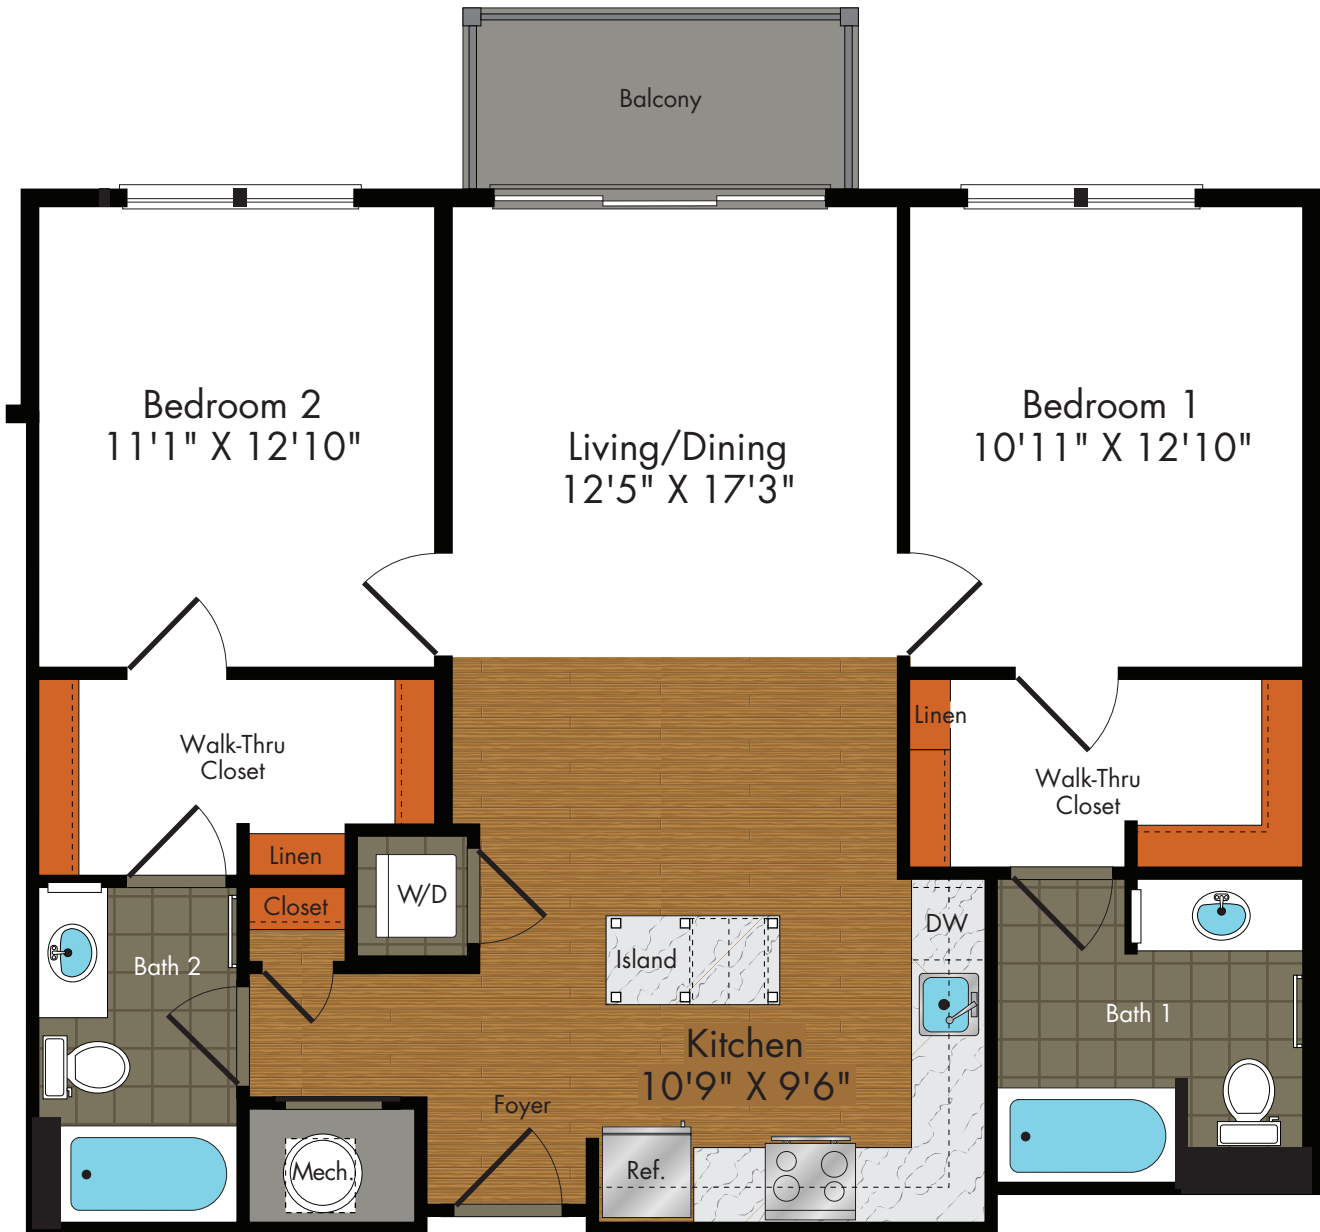 Balcony
Bedroom 2
11'1" X 12'10"
Living/Dining
12'5" X 17'3"
Bedroom 1
10'11" X 12'10"
Walk-Thru
Closet
Linen
Walk-Thru
Closet
Linen
Closet
W/D
DW
Bath 2
Island
Bath 1
Kitchen
10'9" X 9'6"
Foyer
Mech.
Ref.